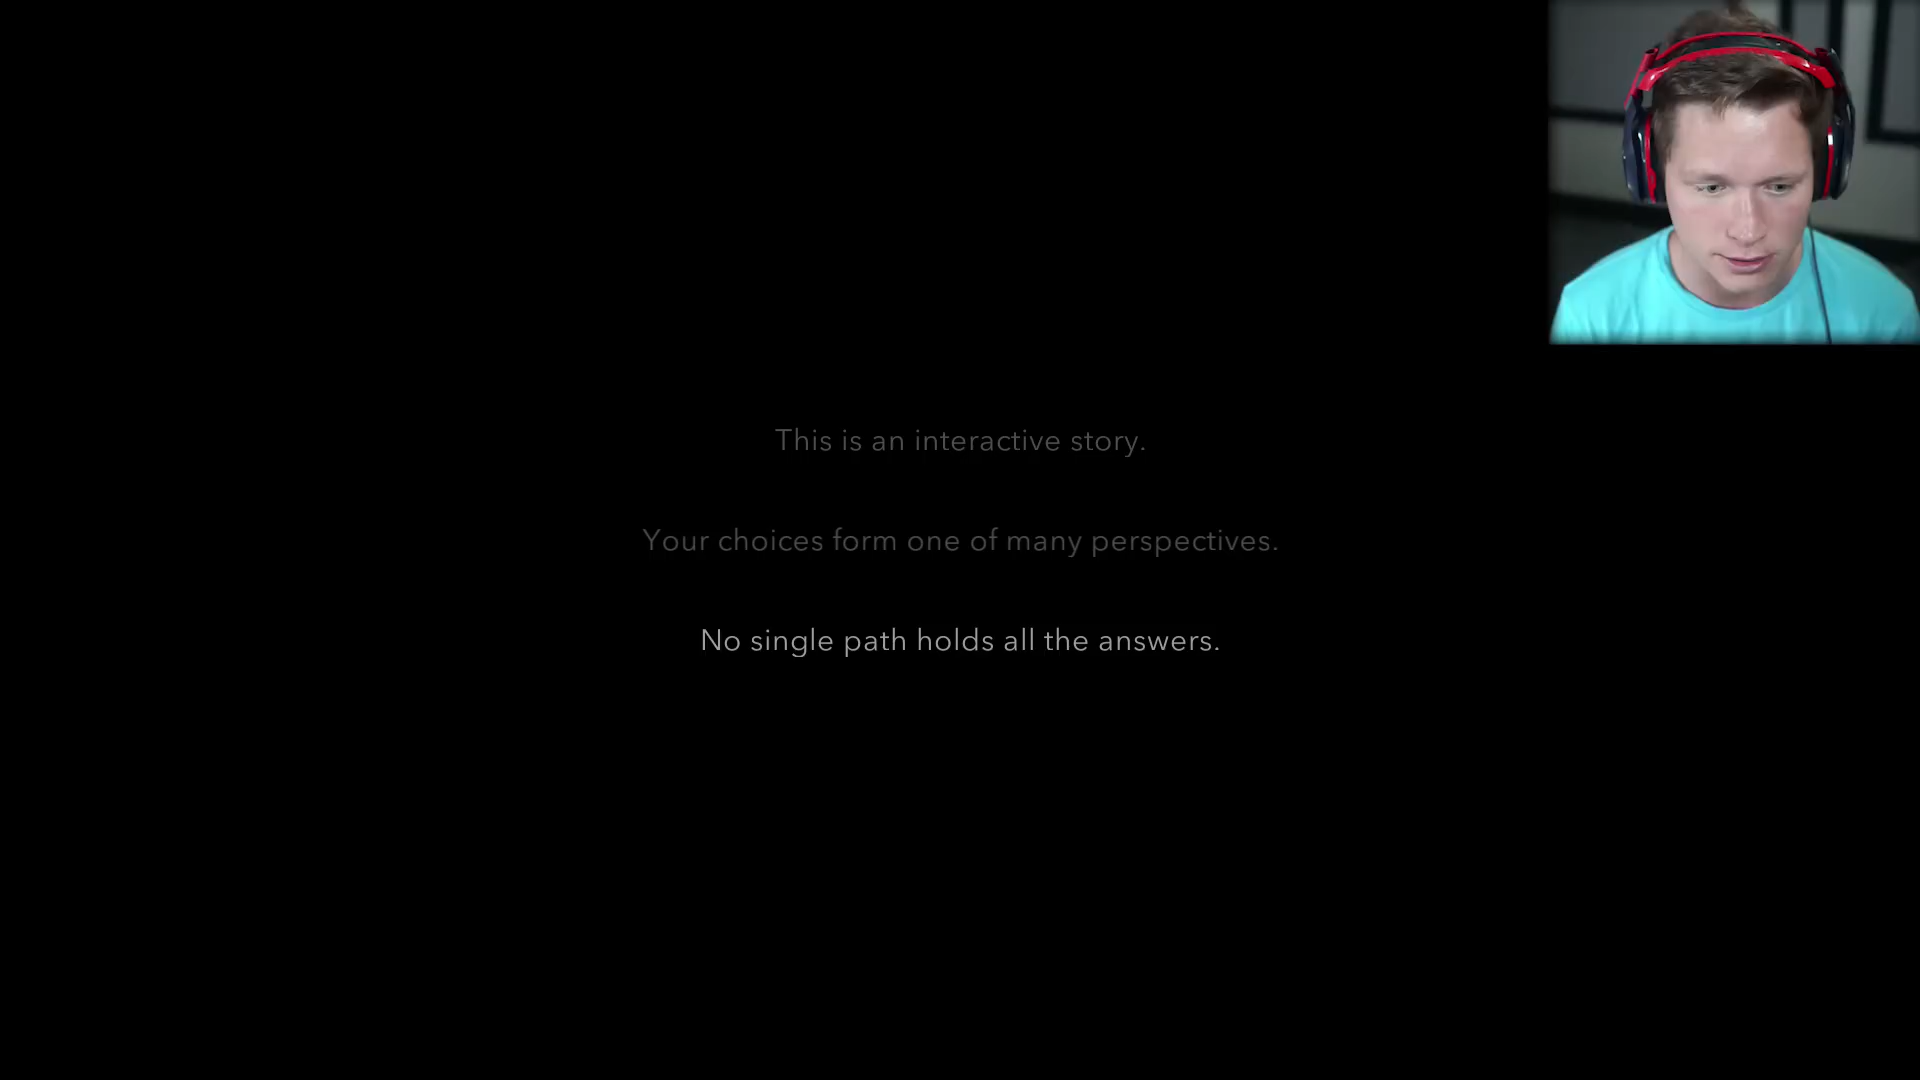 This is an interactive story.
Your choices form one of many perspectives.
No single path holds all the answers.